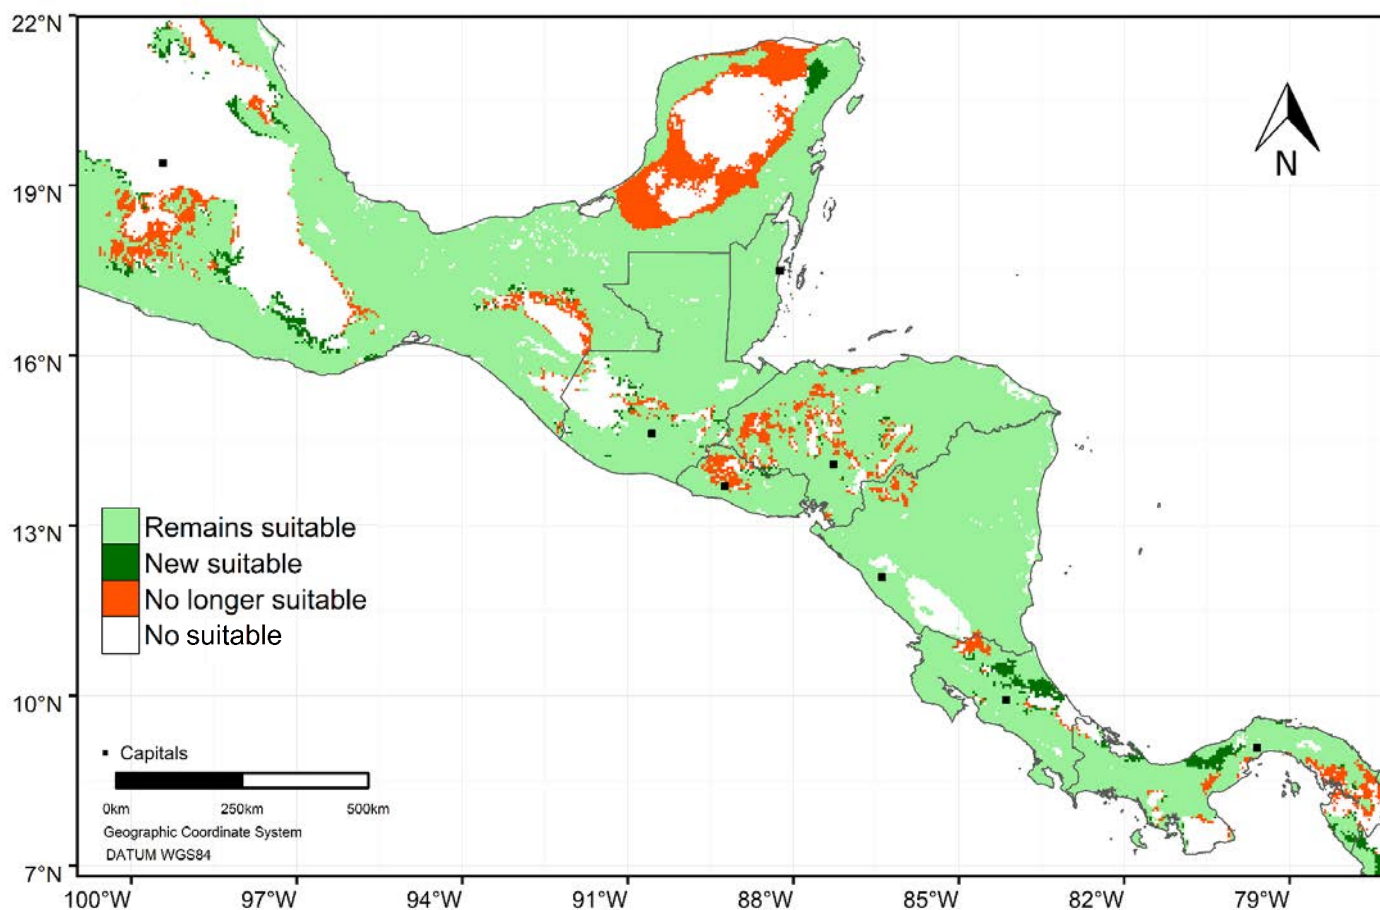 22°N
19°N
16°N
13°N
10°N
7°N
N
Remains suitable
New suitable
No longer suitable
No suitable
Capitals
0km 250km 500km
Geographic Coordinate System
DATUM WGS84
100°W 97°W 94°W 91°W 88°W 85°W 82°W 79°W